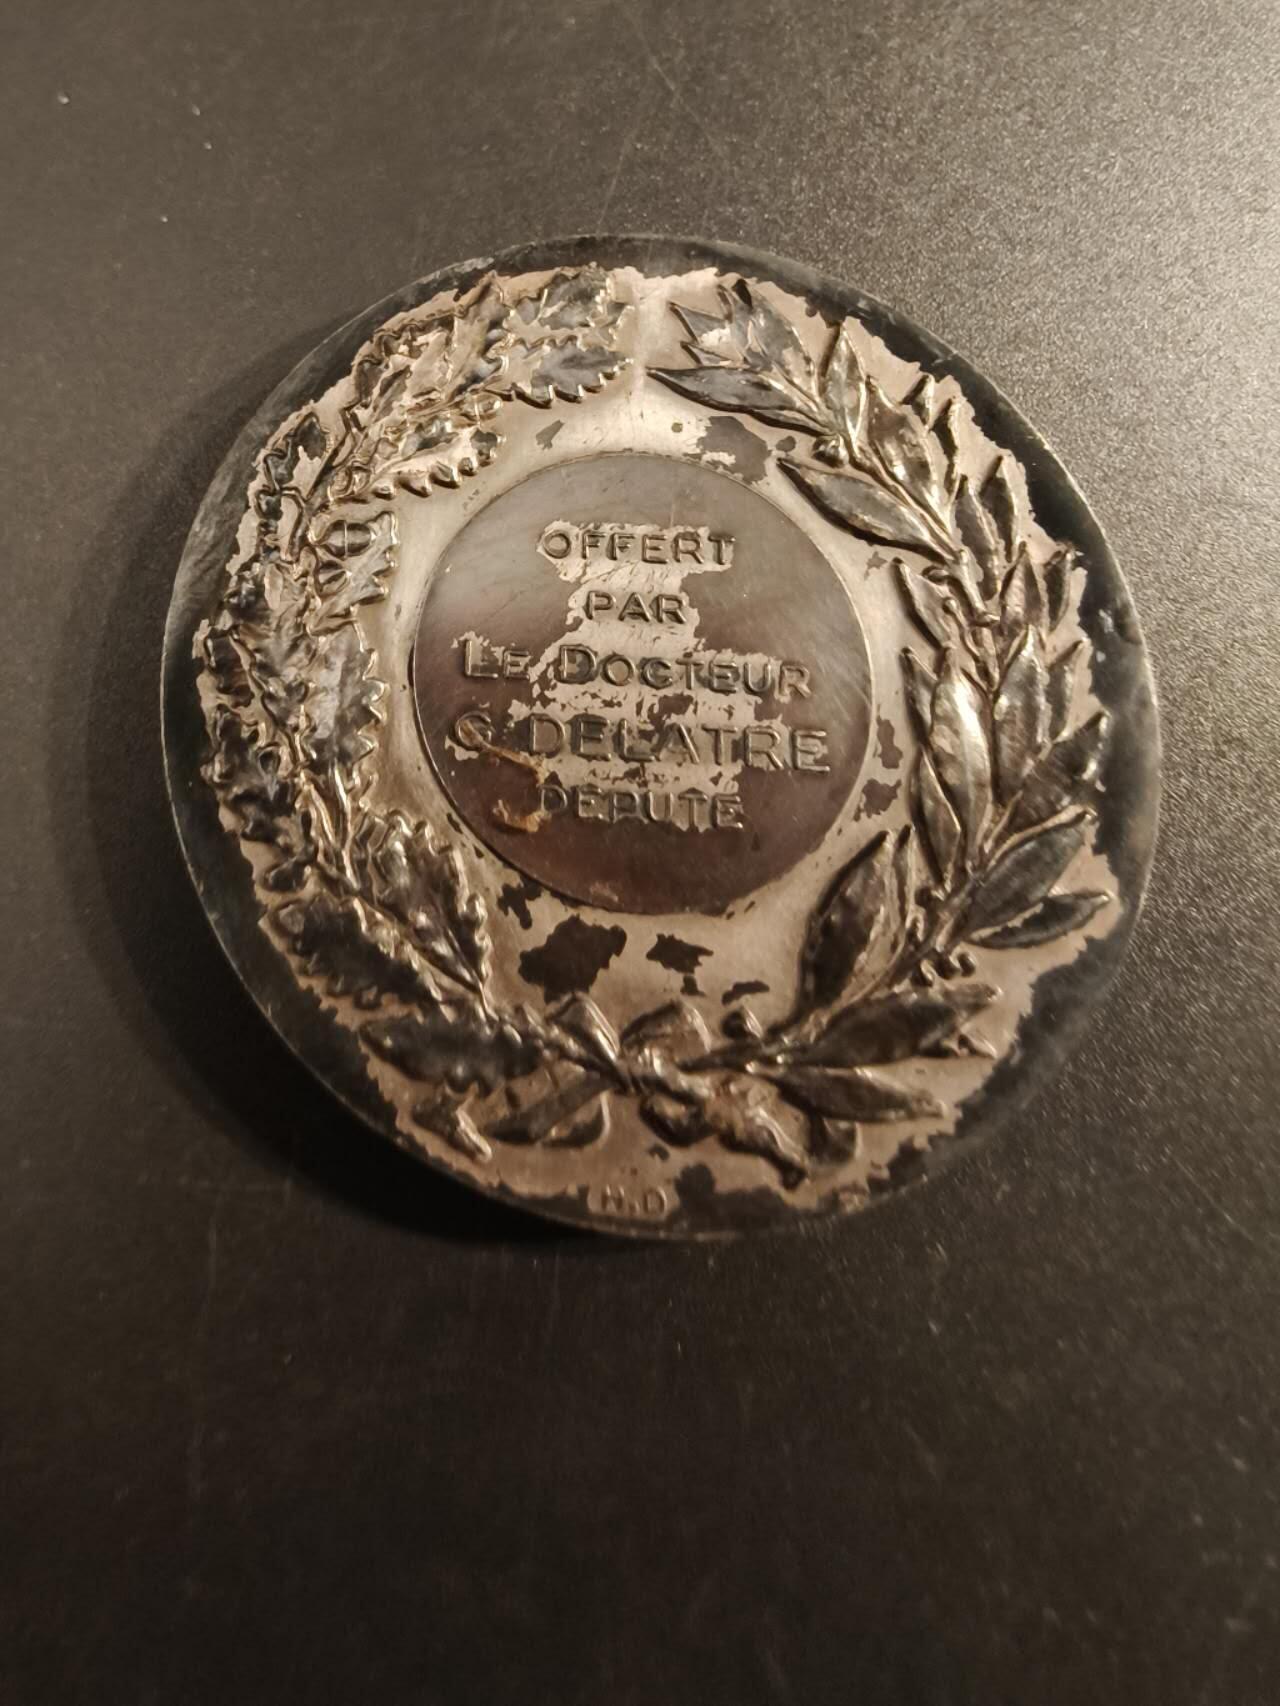 OFFERT
PAR
LE DOCTEUR
G. DELATRE
DÉPUTÉ
H.D